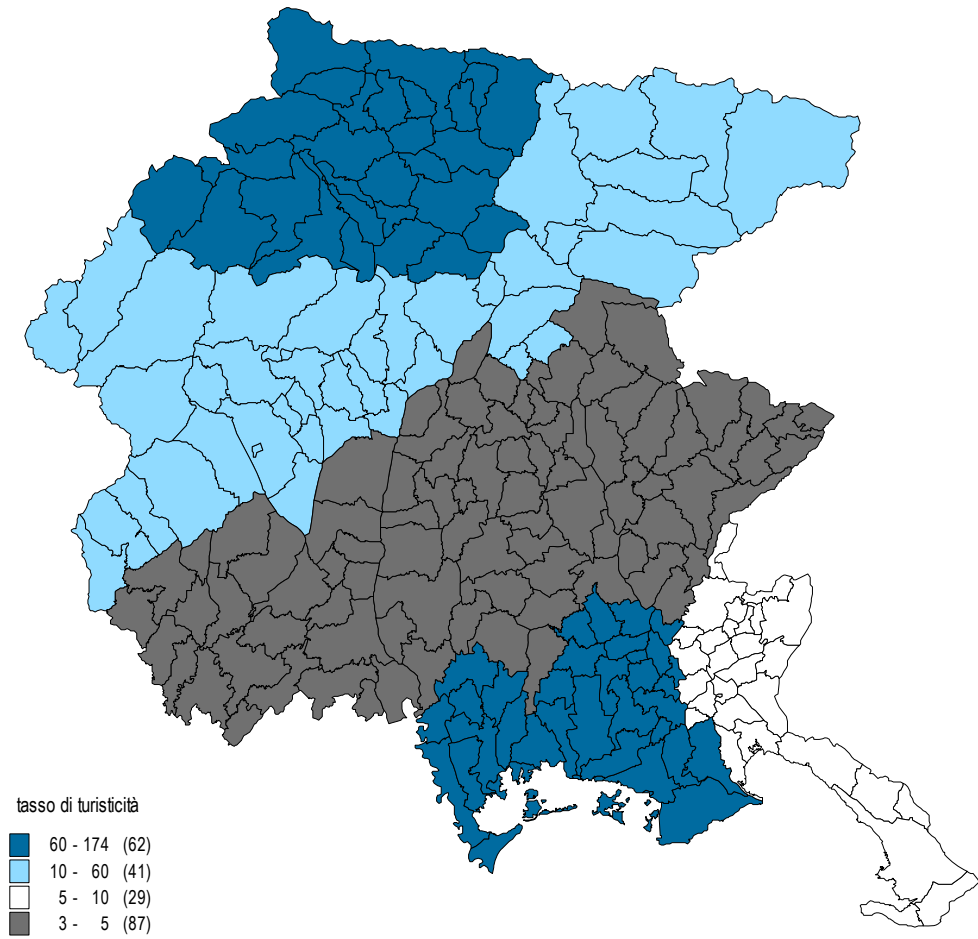 tasso di turisticità
60 - 174 (62)
10 - 60 (41)
5 - 10 (29)
3 - 5 (87)